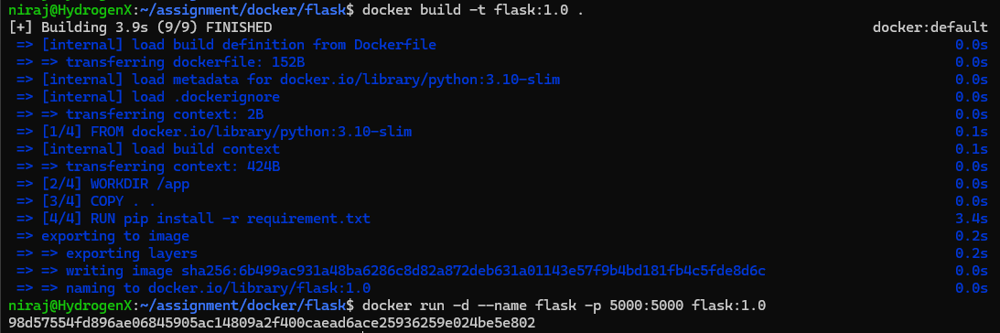 niraj@HydrogenX:~/assignment/docker/flask$ docker build -t flask:1.0 .
[+] Building 3.9s (9/9) FINISHED docker:default
=> [internal] load build definition from Dockerfile 0.0s
=> => transferring dockerfile: 152B 0.0s
=> [internal] load metadata for docker.io/library/python:3.10-slim 0.0s
=> [internal] load .dockerignore 0.0s
=> => transferring context: 2B 0.0s
=> [1/4] FROM docker.io/library/python:3.10-slim 0.1s
=> [internal] load build context 0.1s
=> => transferring context: 424B 0.0s
=> [2/4] WORKDIR /app 0.0s
=> [3/4] COPY . . 0.0s
=> [4/4] RUN pip install -r requirement.txt 3.4s
=> exporting to image 0.2s
=> => exporting layers 0.2s
=> => writing image sha256:6b499ac931a48ba6286c8d82a872deb631a01143e57f9b4bd181fb4c5fde8d6c 0.0s
=> => naming to docker.io/library/flask:1.0 0.0s
niraj@HydrogenX:~/assignment/docker/flask$ docker run -d --name flask -p 5000:5000 flask:1.0
98d57554fd896ae06845905ac14809a2f400caead6ace25936259e024be5e802